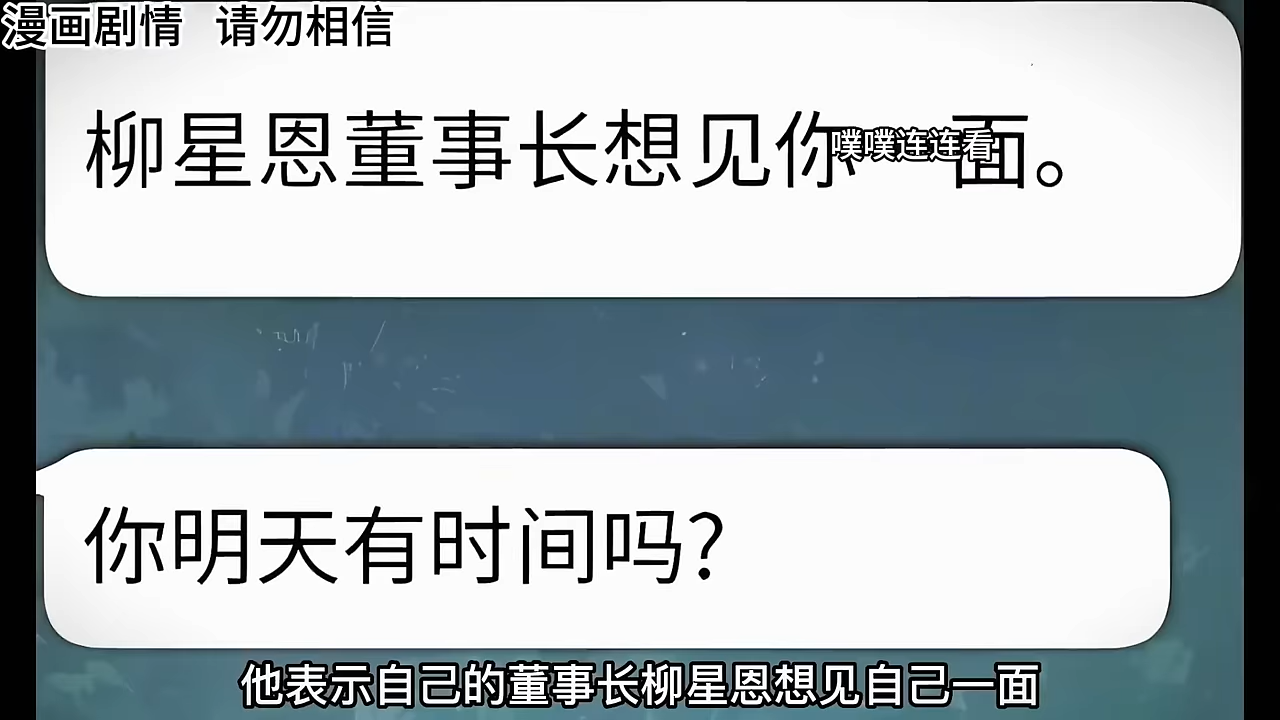 漫画剧情 请勿相信
柳星恩董事长想见你一面。
噗噗连连看
你明天有时间吗?
他表示自己的董事长柳星恩想见自己一面